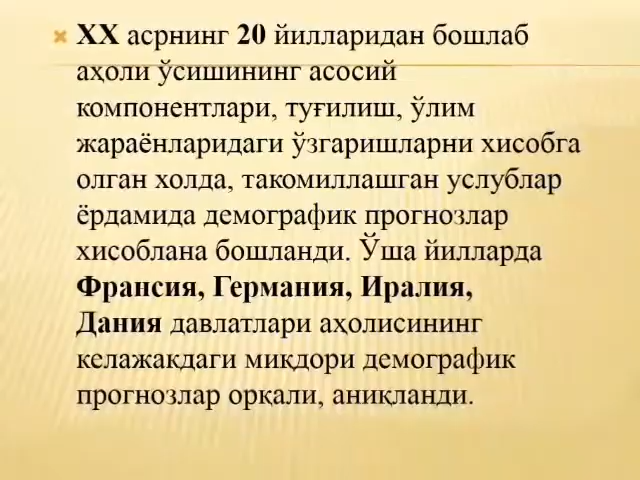 ХХ асрнинг 20 йилларидан бошлаб
аҳоли ўсишининг асосий
компонентлари, туғилиш, ўлим
жараёнларидаги ўзгаришларни хисобга
олган холда, такомиллашган услублар
ёрдамида демографик прогнозлар
хисоблана бошланди. Ўша йилларда
Франсия, Германия, Иралия,
Дания давлатлари аҳолисининг
келажакдаги миқдори демографик
прогнозлар орқали, аниқланди.